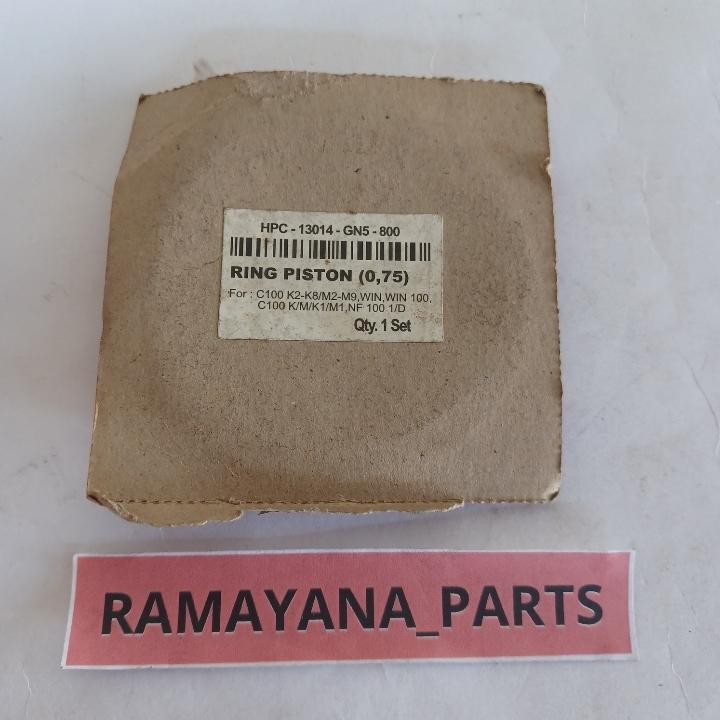 HPC - 13014 - GN5 - 800
RING PISTON (0,75)
For : C100 K2-K8/M2-M9,WIN,WIN 100,
C100 K/M/K1/M1,NF 100 1/D
Qty. 1 Set
RAMAYANA_PARTS